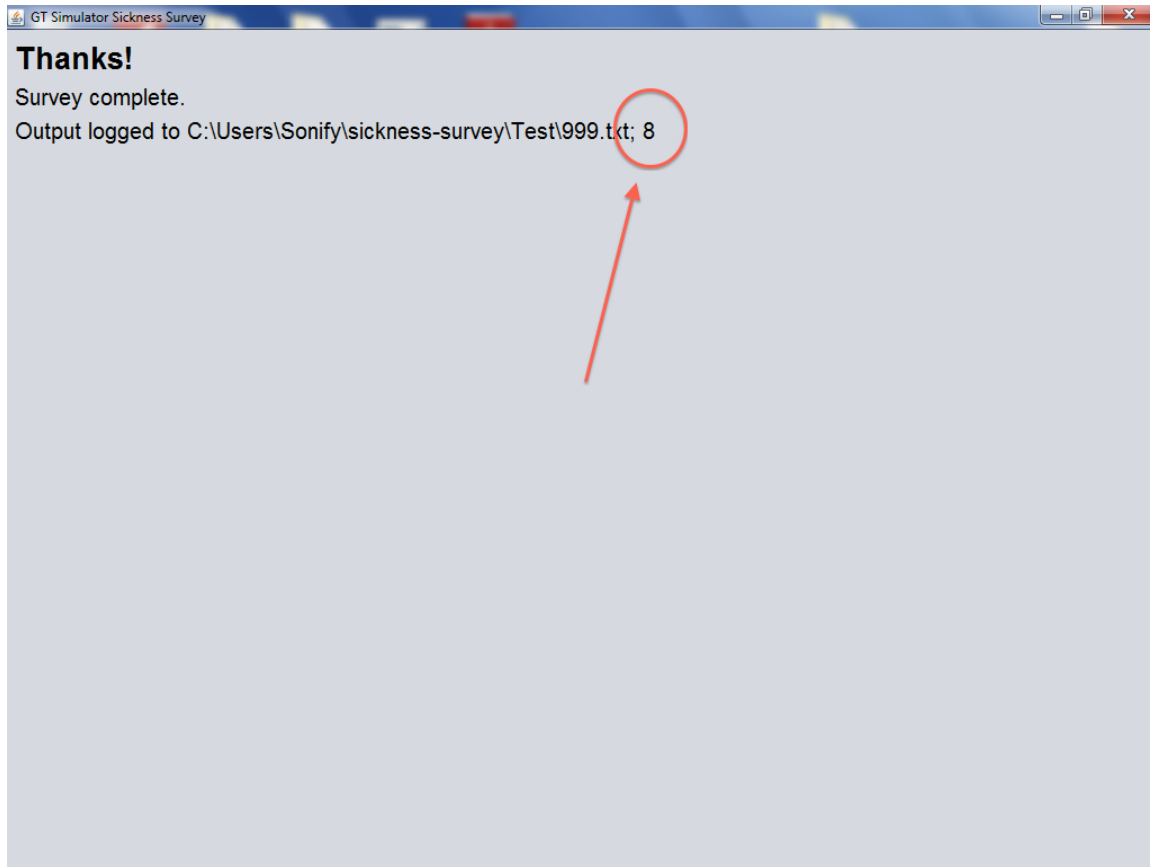 GT Simulator Sickness Survey
Thanks!
Survey complete.
Output logged to C:\Users\Sonify\sickness-survey\Test\999.txt; 8